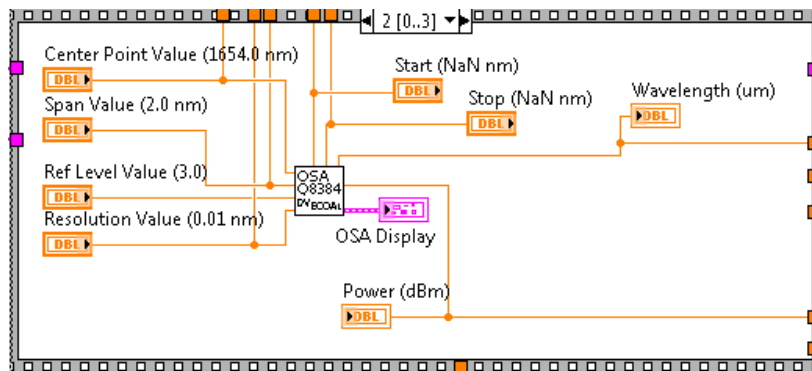 2 [0..3]
Center Point Value (1654.0 nm)
DBL
Start (NaN nm)
DBL
Stop (NaN nm)
DBL
Wavelength (um)
DBL
Span Value (2.0 nm)
DBL
Ref Level Value (3.0)
DBL
Resolution Value (0.01 nm)
DBL
OSA
Q8384
OSA Display
Power (dBm)
DBL